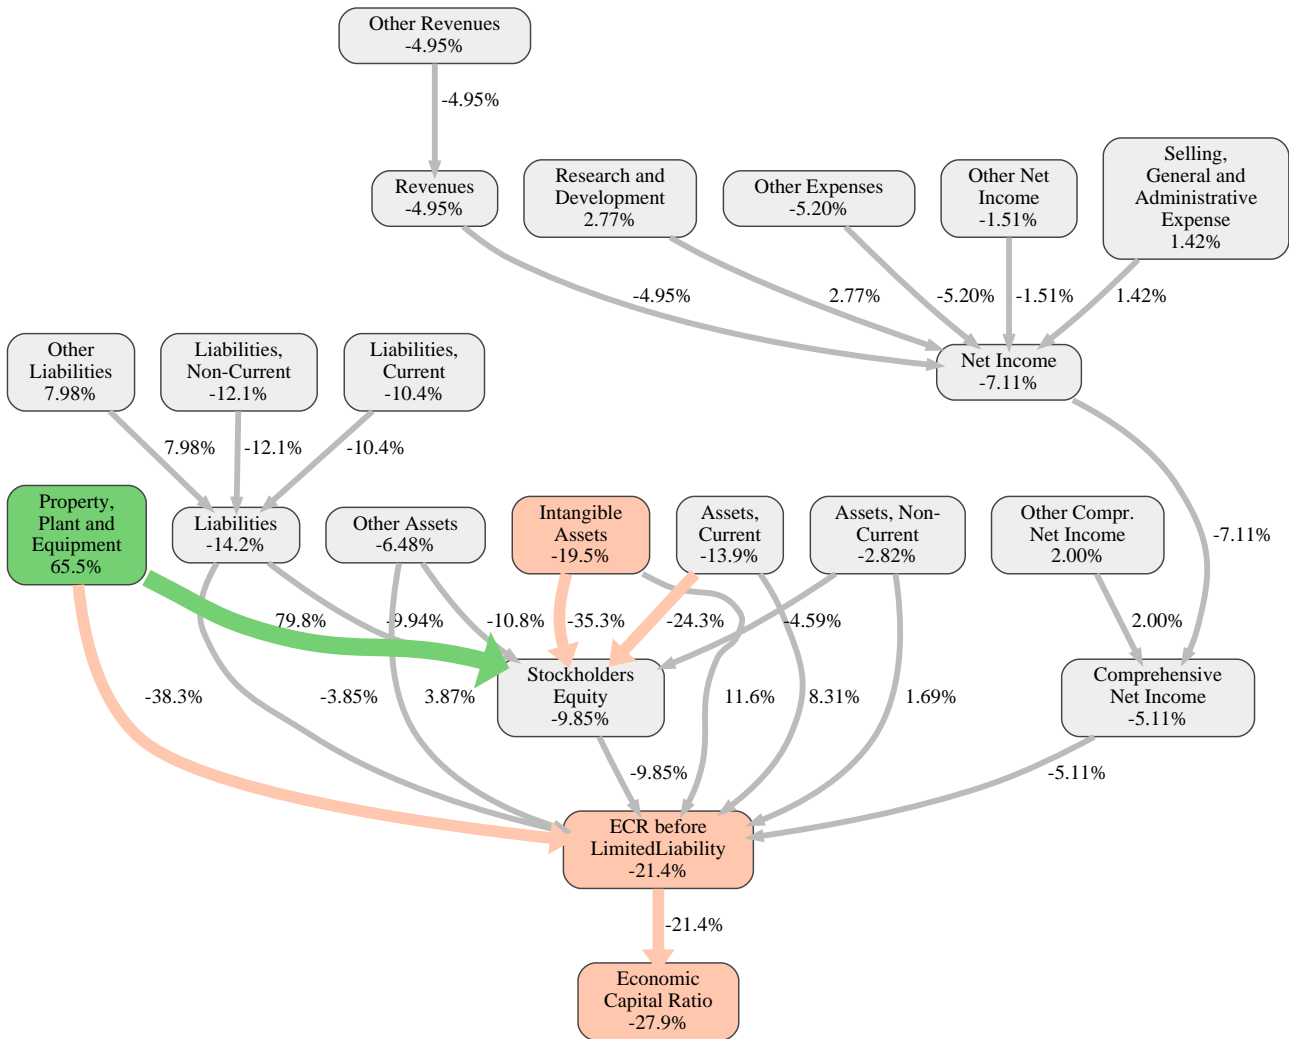 Other Revenues
-4.95%
-4.95%
Revenues
-4.95%
Research and
Development
2.77%
Other Expenses
-5.20%
Other Net
Income
-1.51%
Selling,
General and
Administrative
Expense
1.42%
-4.95%
2.77%
-5.20%
-1.51%
1.42%
Other
Liabilities
7.98%
Liabilities,
Non-Current
-12.1%
Liabilities,
Current
-10.4%
Net Income
-7.11%
7.98%
-12.1%
-10.4%
Property,
Plant and
Equipment
65.5%
Liabilities
-14.2%
Other Assets
-6.48%
Intangible
Assets
-19.5%
Assets,
Current
-13.9%
Assets, Non-
Current
-2.82%
Other Compr.
Net Income
2.00%
-7.11%
79.8%
-9.94%
-10.8%
-35.3%
-24.3%
-4.59%
2.00%
-38.3%
-3.85%
3.87%
Stockholders
Equity
-9.85%
11.6%
8.31%
1.69%
Comprehensive
Net Income
-5.11%
-9.85%
-5.11%
ECR before
LimitedLiability
-21.4%
-21.4%
Economic
Capital Ratio
-27.9%